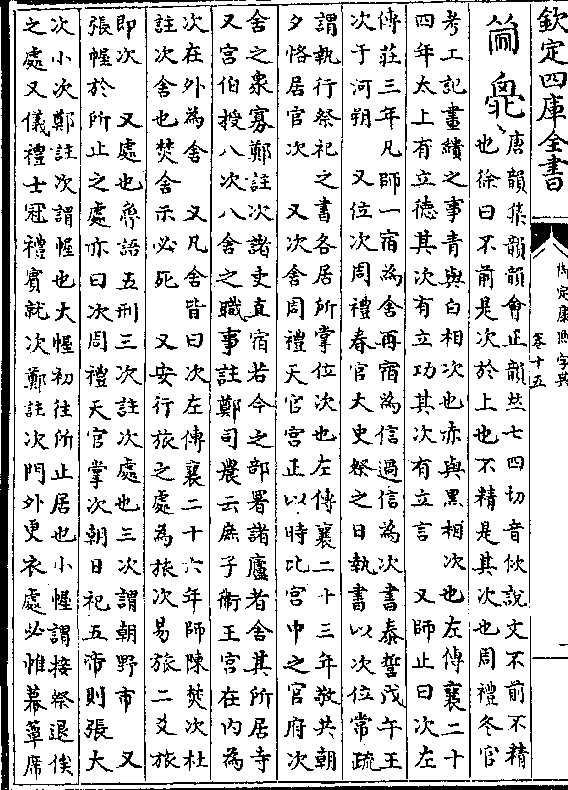 欽定四庫全書
御定康熙字典
卷十五
唐韻集韻韻會正韻𠀤七四切音佽說文不前不精
也徐曰不前是次於上也不精是其次也周禮冬官
考工記畫繢之事青與白相次也赤與黑相次也左傳襄二十
四年太上有立德其次有立功其次有立言　又師止曰次左
傳莊三年凡師一宿為舍再宿為信過信為次　書泰誓戊午王
次于河朔　又位次周禮春官大史祭之日執書以次位常疏
謂執行祭祀之書各居所掌位次也左傳襄二十三年敬共朝
夕恪居官次　又次舍周禮天官宮正以時比宮中之官府次
舍之衆寡鄭註次諸吏直宿若今之部署諸廬者舍其所居寺
又宮伯授八次八舍之職事註鄭司農云庶子衞王宮在內為
次在外為舍　又凡舍皆曰次左傳襄二十六年師陳焚次杜
註次舍也焚舍示必死　又安行旅之處為旅次易旅二爻旅
即次　又處也魯語五刑三次註次處也三次謂朝野市　又
張幄於所止之處亦曰次周禮天官掌次朝日祀五帝則張大
次小次鄭註次謂幄也大幄初往所止居也小幄謂接祭退俟
之處又儀禮士冠禮賓就次鄭註次門外更衣處必帷幕簟席